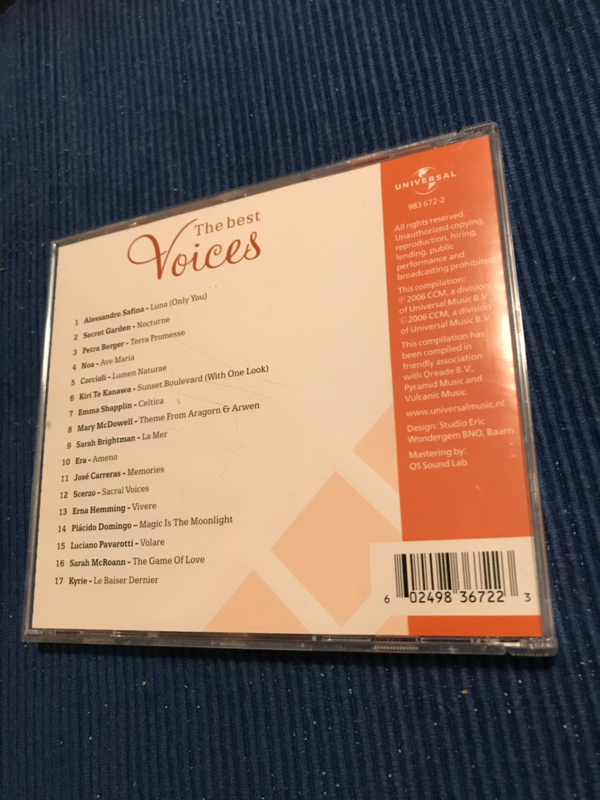 The best
Voices
1 Alessandro Safina - Luna (Only You)
2 Secret Garden - Nocturne
3 Petra Berger - Terra Promesse
4 Noa - Ave Maria
5 Corcioli - Lumen Naturae
6 Kiri Te Kanawa - Sunset Boulevard (With One Look)
7 Emma Shapplin - Celtica
8 Mary McDowell - Theme From Aragorn & Arwen
9 Sarah Brightman - La Mer
10 Era - Ameno
11 José Carreras - Memories
12 Scerzo - Sacral Voices
13 Erna Hemming - Vivere
14 Plácido Domingo – Magic Is The Moonlight
15 Luciano Pavarotti - Volare
16 Sarah McRoann - The Game Of Love
17 Kyrie - Le Baiser Dernier
UNIVERSAL
983 672-2
All rights reserved.
Unauthorized copying,
reproduction, hiring,
lending, public
performance and
broadcasting prohibited
This compilation:
℗ 2006 CCM, a division
of Universal Music B.V.
© 2006 CCM, a division
of Universal Music B.V.
This compilation has
been compiled in
friendly association
with Oreade B.V.,
Pyramid Music and
Vulcanic Music.
www.universalmusic.nl
Design: Studio Eric
Wondergem BNO, Baarn
Mastering by:
QS Sound Lab
6 02498 36722 3